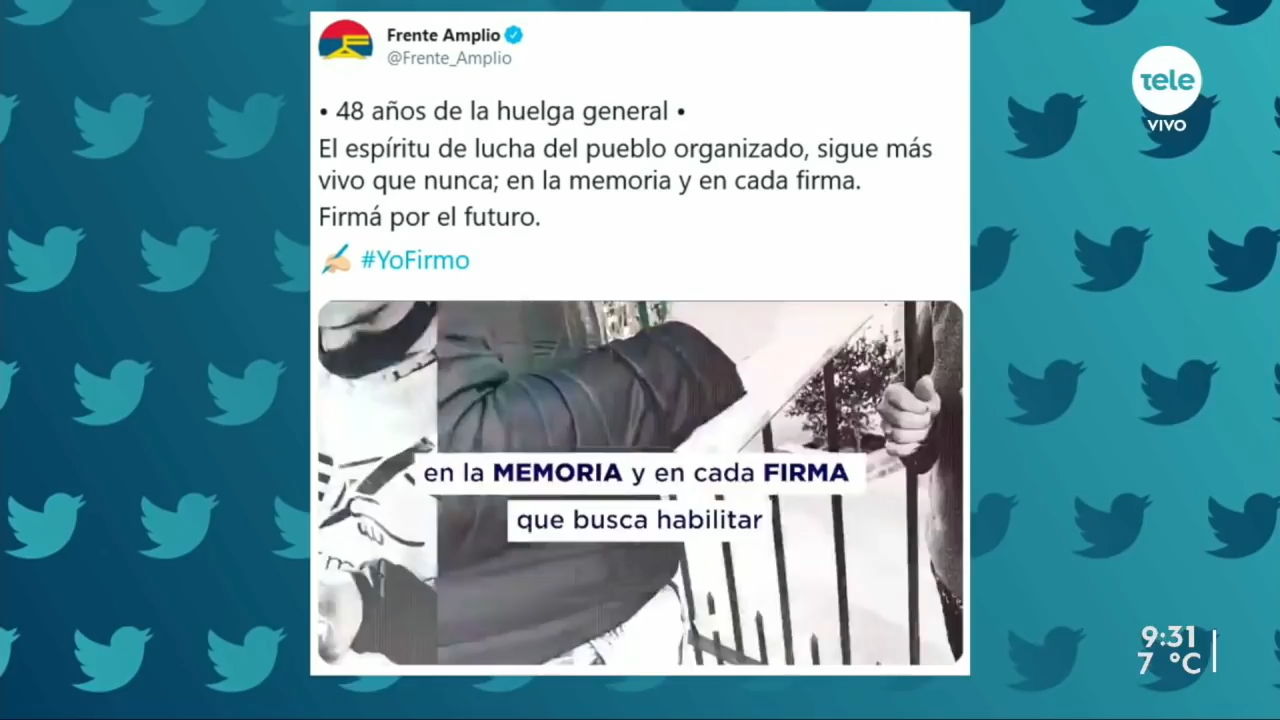 Frente Amplio
@Frente_Amplio
• 48 años de la huelga general •
El espíritu de lucha del pueblo organizado, sigue más
vivo que nunca; en la memoria y en cada firma.
Firmá por el futuro.
#YoFirmo
en la MEMORIA y en cada FIRMA
que busca habilitar
tele
VIVO
9:31
7 °C